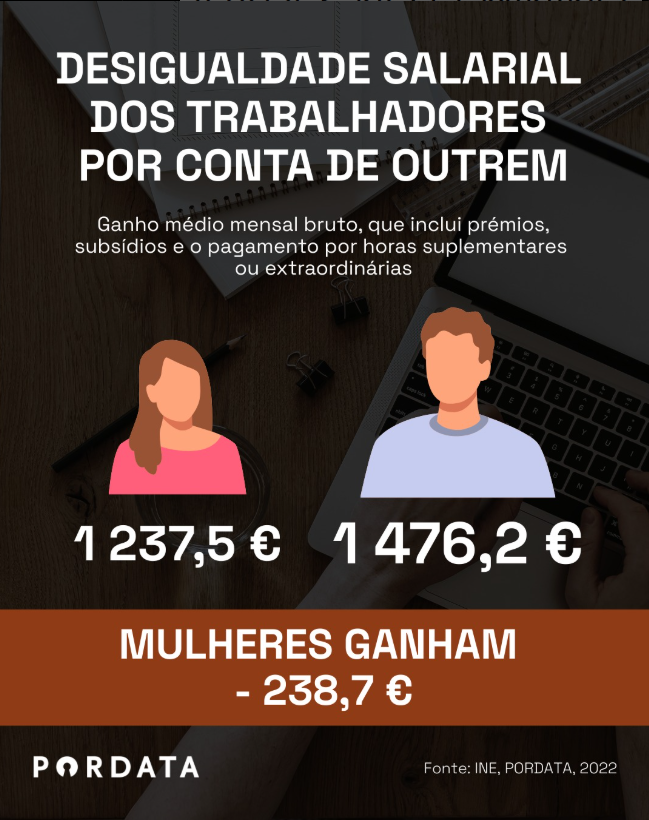 DESIGUALDADE SALARIAL
DOS TRABALHADORES
POR CONTA DE OUTREM
Ganho médio mensal bruto, que inclui prémios,
subsídios e o pagamento por horas suplementares
ou extraordinárias
1 237,5 € 1 476,2 €
MULHERES GANHAM
- 238,7 €
PORDATA
Fonte: INE, PORDATA, 2022